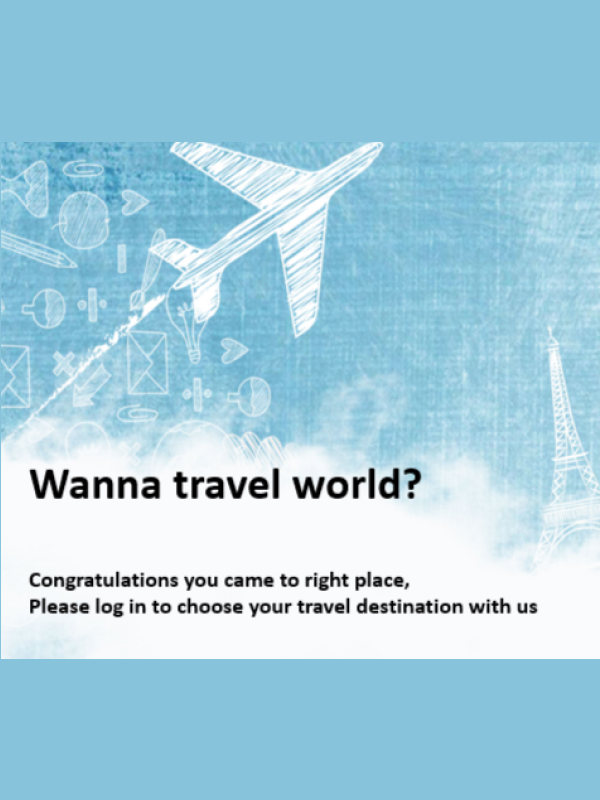 Wanna travel world?
Congratulations you came to right place,
Please log in to choose your travel destination with us